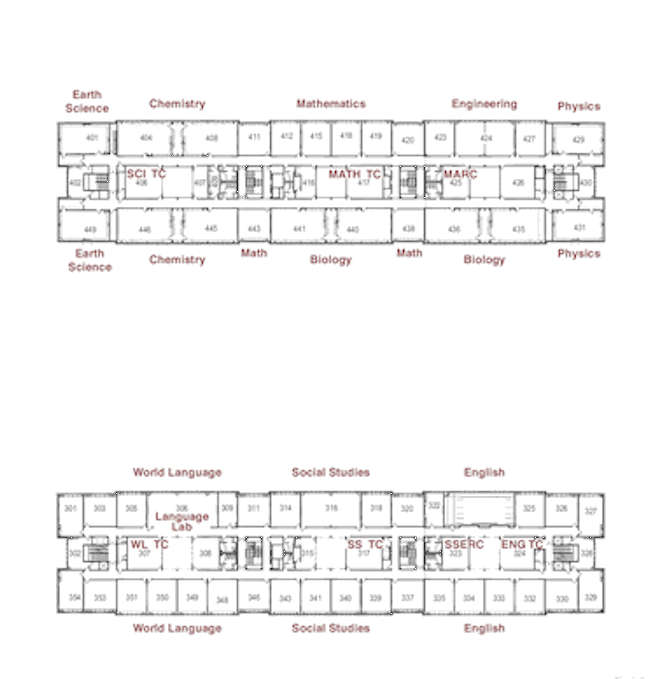 Earth
Science
Chemistry
Mathematics
Engineering
Physics
401 404 408 411 412 415 418 419 420 423 424 427 429
402 SCI TC 406 407 416 MATH TC 417 MARC 425 426 430
449 446 445 443 441 440 438 436 435 431
Earth
Science
Chemistry
Math
Biology
Math
Biology
Physics
World Language
Social Studies
English
301 303 305 306 309 311 314 316 318 320 322 325 326 327
Language
Lab
302 WL TC 307 308 315 SS TC 317 SSERC 323 ENG TC 324 328
354 353 351 350 349 348 346 343 341 340 339 337 335 334 333 332 330 329
World Language
Social Studies
English